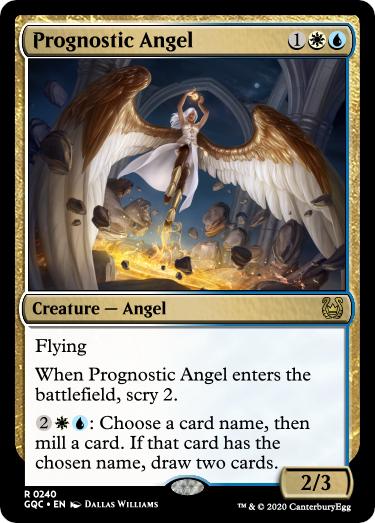 Prognostic Angel 1
Creature — Angel
Flying
When Prognostic Angel enters the
battlefield, scry 2.
2 : Choose a card name, then
mill a card. If that card has the
chosen name, draw two cards.
2/3
R 0240
GQC • EN DALLAS WILLIAMS
™ & © 2020 CanterburyEgg